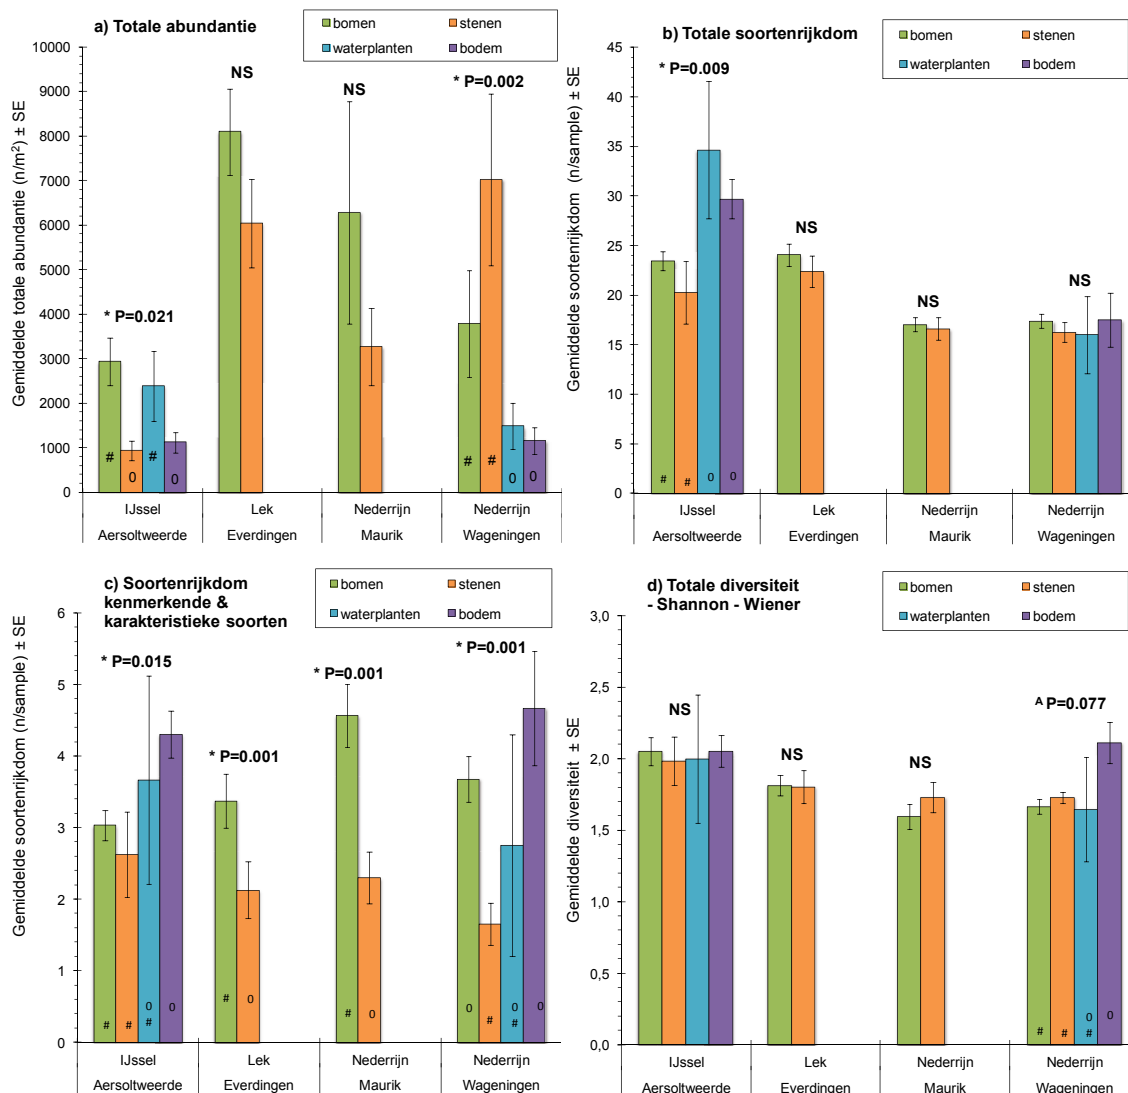 a) Totale abundantie
bomen
stenen
waterplanten
bodem
Gemiddelde totale abundantie (n/m²) ± SE
10000
9000
8000
7000
6000
5000
4000
3000
2000
1000
0
* P=0.021
NS
NS
* P=0.002
# 0 # 0
# # 0 0
IJssel
Lek
Nederrijn
Nederrijn
Aersoltweerde
Everdingen
Maurik
Wageningen
b) Totale soortenrijkdom
bomen
stenen
waterplanten
bodem
Gemiddelde soortenrijkdom (n/sample) ± SE
45
40
35
30
25
20
15
10
5
0
* P=0.009
NS
NS
NS
# # 0 0
IJssel
Lek
Nederrijn
Nederrijn
Aersoltweerde
Everdingen
Maurik
Wageningen
c) Soortenrijkdom
kenmerkende &
karakteristieke soorten
bomen
stenen
waterplanten
bodem
Gemiddelde soortenrijkdom (n/sample) ± SE
6
5
4
3
2
1
0
* P=0.015
* P=0.001
* P=0.001
* P=0.001
0 0
# # #
# 0
# 0
0 0 0
# #
IJssel
Lek
Nederrijn
Nederrijn
Aersoltweerde
Everdingen
Maurik
Wageningen
d) Totale diversiteit
- Shannon - Wiener
bomen
stenen
waterplanten
bodem
Gemiddelde diversiteit ± SE
3,0
2,5
2,0
1,5
1,0
0,5
0,0
NS
NS
NS
A P=0.077
0 0
# # #
IJssel
Lek
Nederrijn
Nederrijn
Aersoltweerde
Everdingen
Maurik
Wageningen